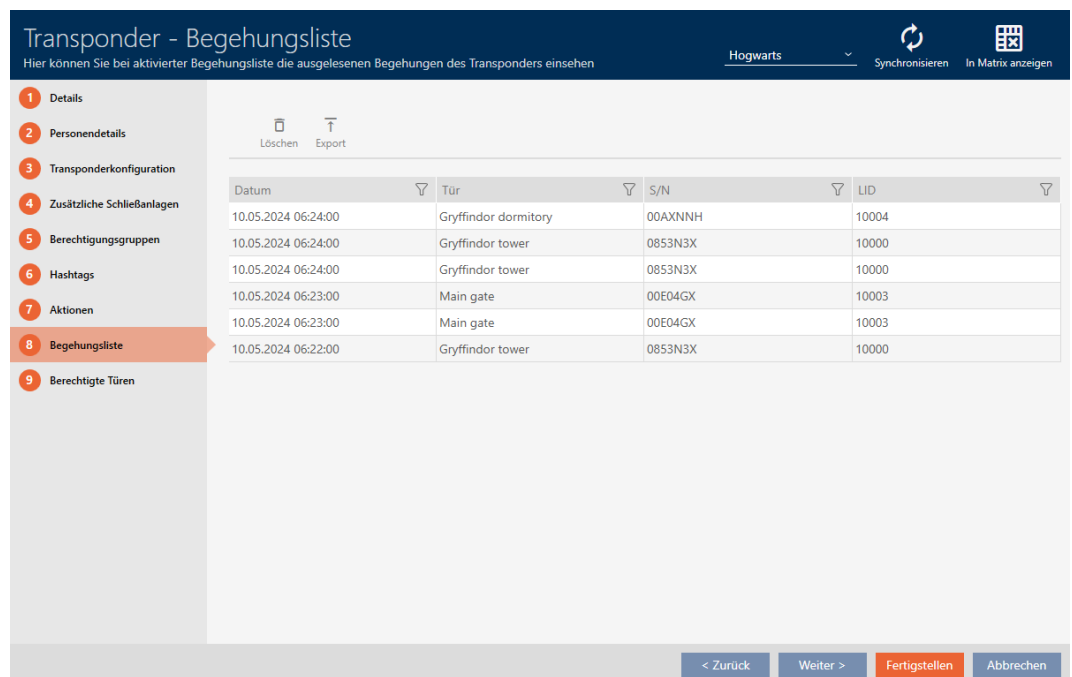 Transponder - Begehungsliste
Hier können Sie bei aktivierter Begehungsliste die ausgelesenen Begehungen des Transponders einsehen
Hogwarts
Synchronisieren
In Matrix anzeigen
1 Details
2 Personendetails
3 Transponderkonfiguration
4 Zusätzliche Schließanlagen
5 Berechtigungsgruppen
6 Hashtags
7 Aktionen
8 Begehungsliste
9 Berechtigte Türen
Löschen Export
Datum Tür S/N LID
10.05.2024 06:24:00 Gryffindor dormitory 00AXNNH 10004
10.05.2024 06:24:00 Gryffindor tower 0853N3X 10000
10.05.2024 06:24:00 Gryffindor tower 0853N3X 10000
10.05.2024 06:23:00 Main gate 00E04GX 10003
10.05.2024 06:23:00 Main gate 00E04GX 10003
10.05.2024 06:22:00 Gryffindor tower 0853N3X 10000
< Zurück Weiter > Fertigstellen Abbrechen